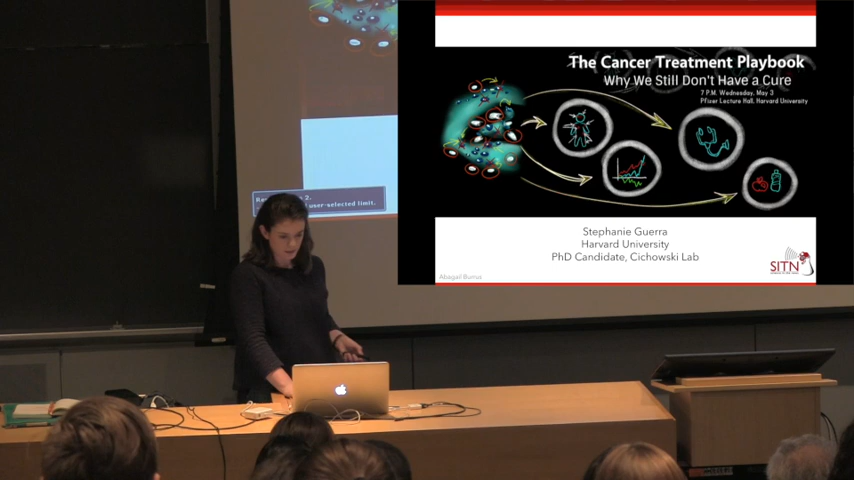 The Cancer Treatment Playbook
Why We Still Don't Have a Cure
7 P.M. Wednesday, May 3
Pfizer Lecture Hall, Harvard University
Stephanie Guerra
Harvard University
PhD Candidate, Cichowski Lab
SITN
Abagail Burrus
2.
user-selected limit.